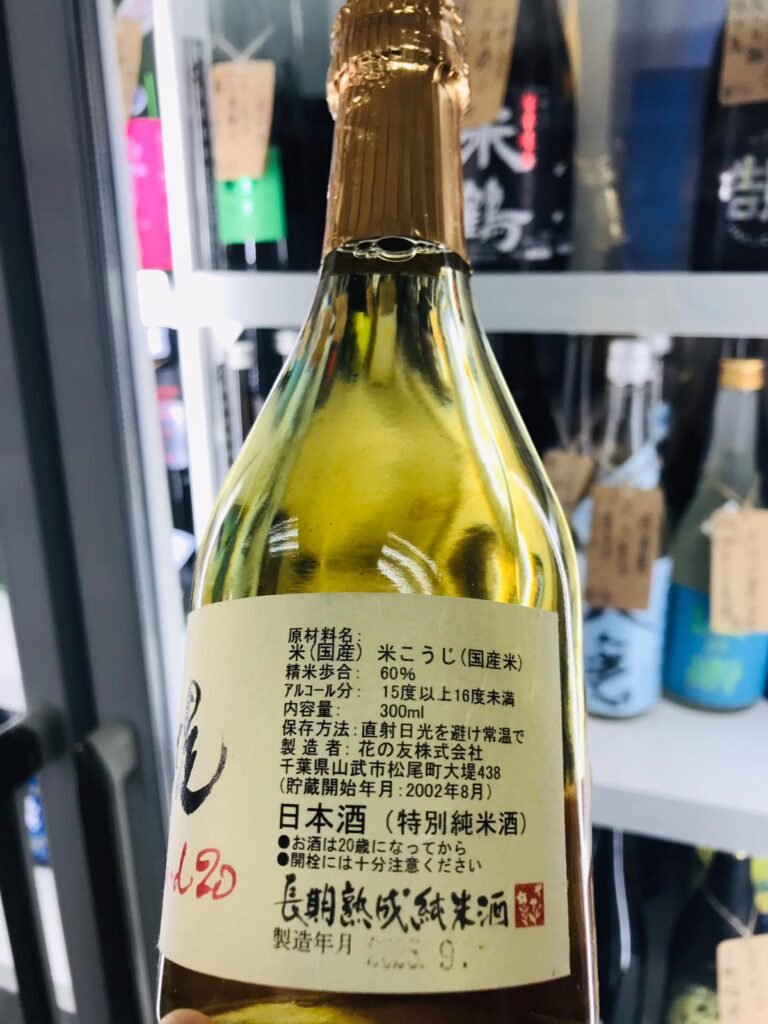 米鶴
原材料名:
米(国産) 米こうじ(国産米)
精米歩合: 60%
アルコール分: 15度以上16度未満
内容量: 300ml
保存方法:直射日光を避け常温で
製造者:花の友株式会社
千葉県山武市松尾町大堤438
(貯蔵開始年月:2002年8月)
日本酒(特別純米酒)
●お酒は20歳になってから
●開栓には十分注意ください
20
長期熟成純米酒
製造年月 9.